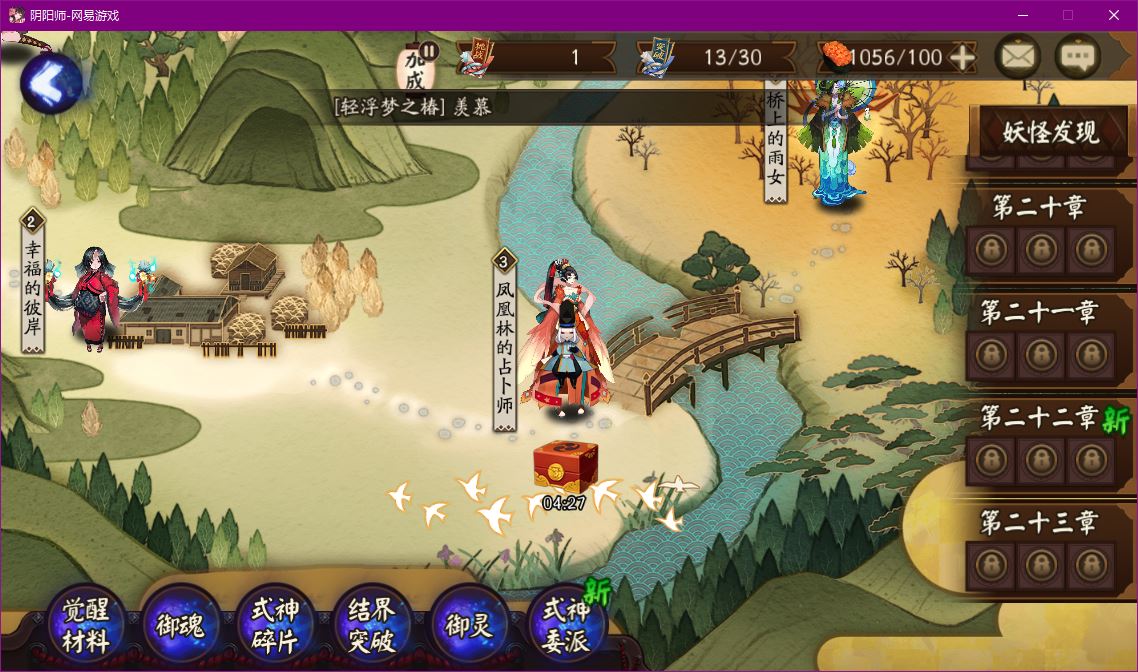 阴阳师-网易游戏
加成
挑战
1
突破
13/30
1056/100
[轻浮梦之椿] 羡慕
妖怪发现
桥上的雨女
2
幸福的彼岸
3
凤凰林的占卜师
04:27
第二十章
第二十一章
第二十二章
新
第二十三章
觉醒材料
御魂
式神碎片
结界突破
御灵
式神委派
新